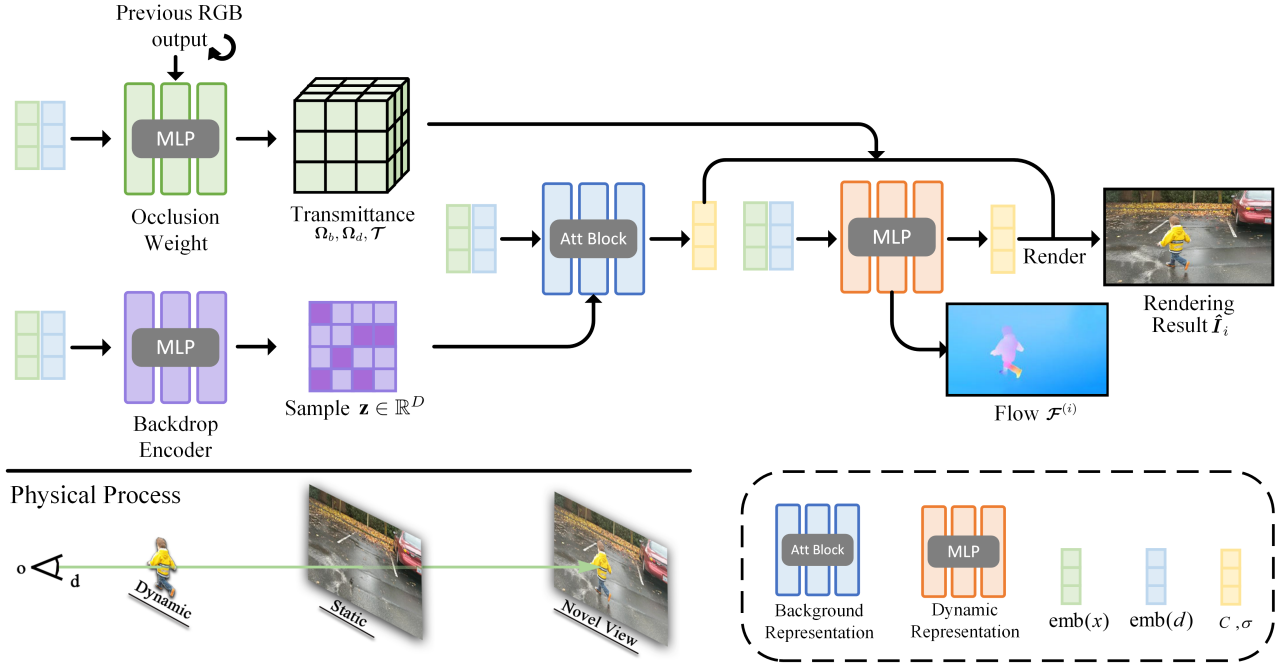 Previous RGB
output
MLP
Occlusion
Weight
Transmittance
Ω_b, Ω_d, 𝒯
MLP
Backdrop
Encoder
Sample z ∈ ℝ^D
Att Block
MLP
Render
Rendering
Result Î_i
Flow ℱ^(i)
Physical Process
o
d
Dynamic
Static
Novel View
Att Block
Background
Representation
MLP
Dynamic
Representation
emb(x)
emb(d)
C ,σ